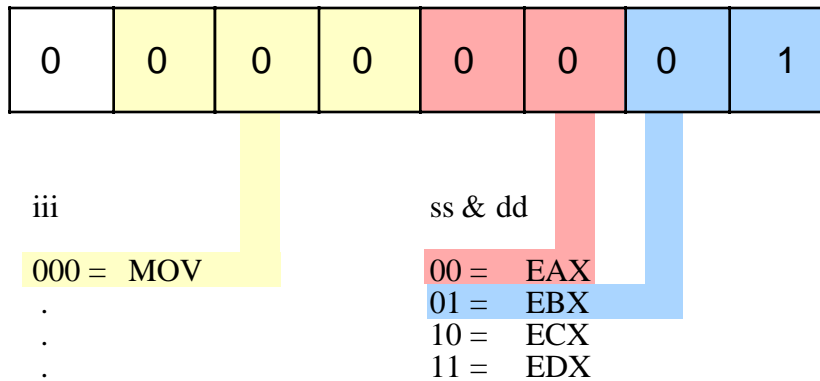 0 0 0 0 0 0 0 1
iii ss & dd
000 = MOV 00 = EAX
. 01 = EBX
. 10 = ECX
. 11 = EDX